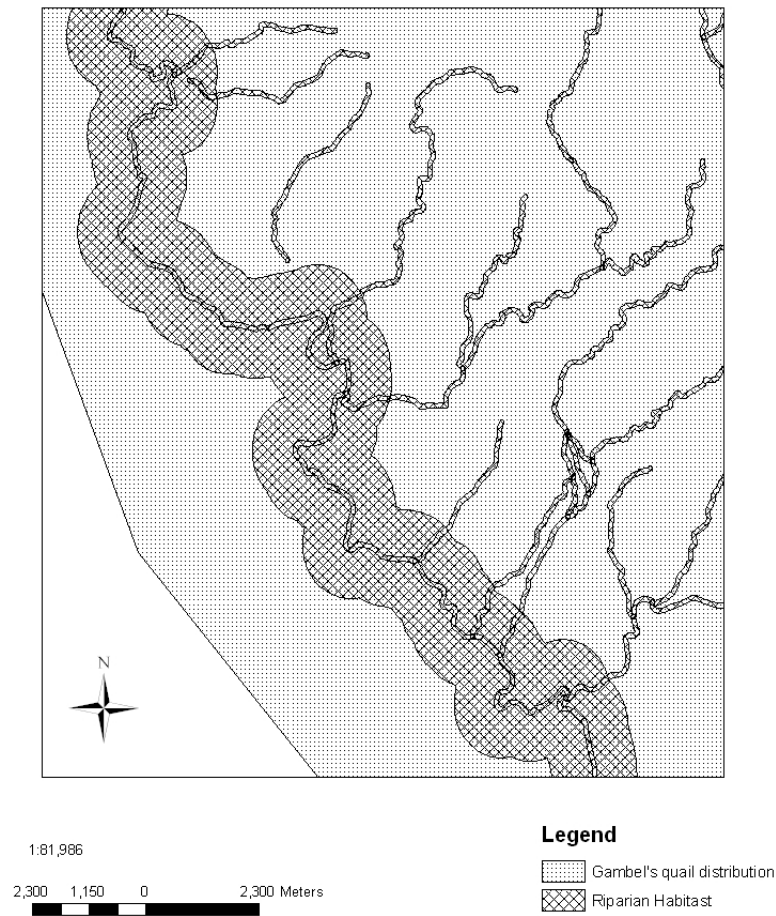 N
1:81,986
2,300 1,150 0 2,300 Meters
Legend
Gambel's quail distribution
Riparian Habitast